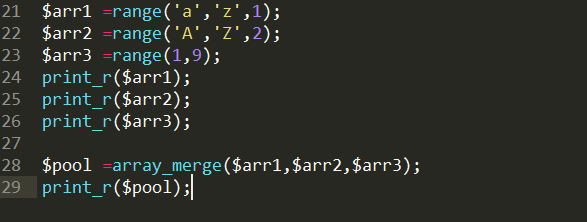 21 $arr1 =range('a','z',1);
22 $arr2 =range('A','Z',2);
23 $arr3 =range(1,9);
24 print_r($arr1);
25 print_r($arr2);
26 print_r($arr3);
27
28 $pool =array_merge($arr1,$arr2,$arr3);
29 print_r($pool);